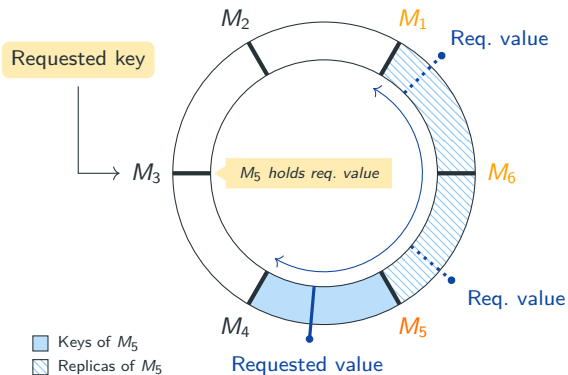 M2
M1
Req. value
Requested key
M3
M5 holds req. value
M6
Req. value
M4
M5
Keys of M5
Replicas of M5
Requested value